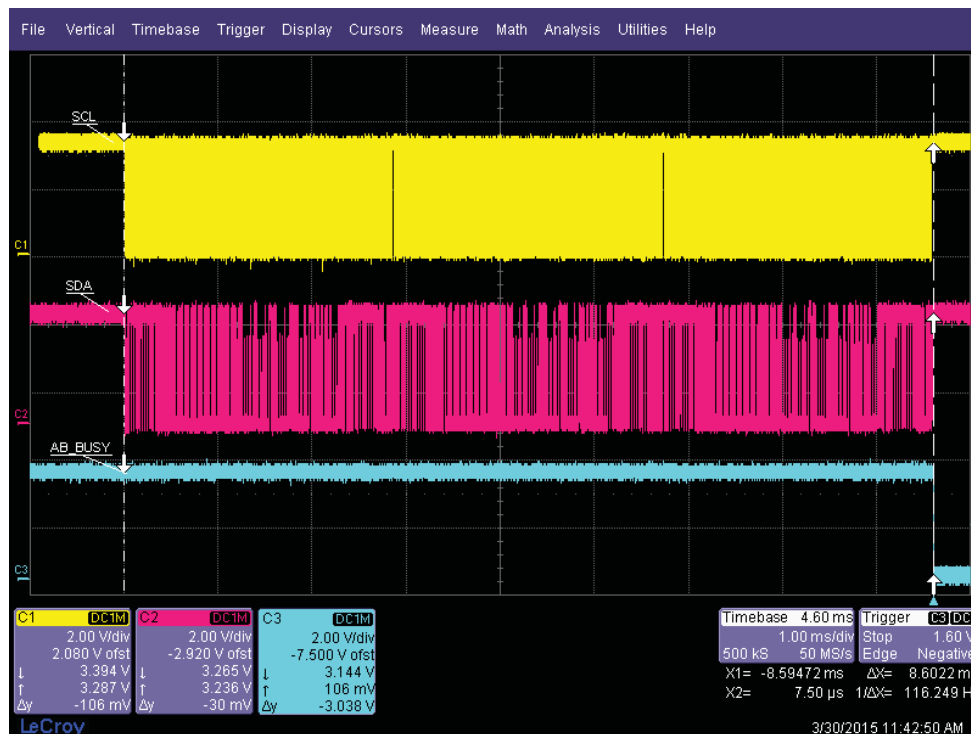 File Vertical Timebase Trigger Display Cursors Measure Math Analysis Utilities Help
SCL
C1
SDA
C2
AB_BUSY
C3
C1 DC1M
2.00 V/div
2.080 V ofst
↓ 3.394 V
↑ 3.287 V
Δy -106 mV
C2 DC1M
2.00 V/div
-2.920 V ofst
↓ 3.265 V
↑ 3.236 V
Δy -30 mV
C3 DC1M
2.00 V/div
-7.500 V ofst
↓ 3.144 V
↑ 106 mV
Δy -3.038 V
Timebase 4.60 ms
1.00 ms/div
500 kS 50 MS/s
Trigger C3 DC
Stop 1.60 V
Edge Negative
X1= -8.59472 ms ΔX= 8.6022 m
X2= 7.50 µs 1/ΔX= 116.249 H
LeCroy
3/30/2015 11:42:50 AM